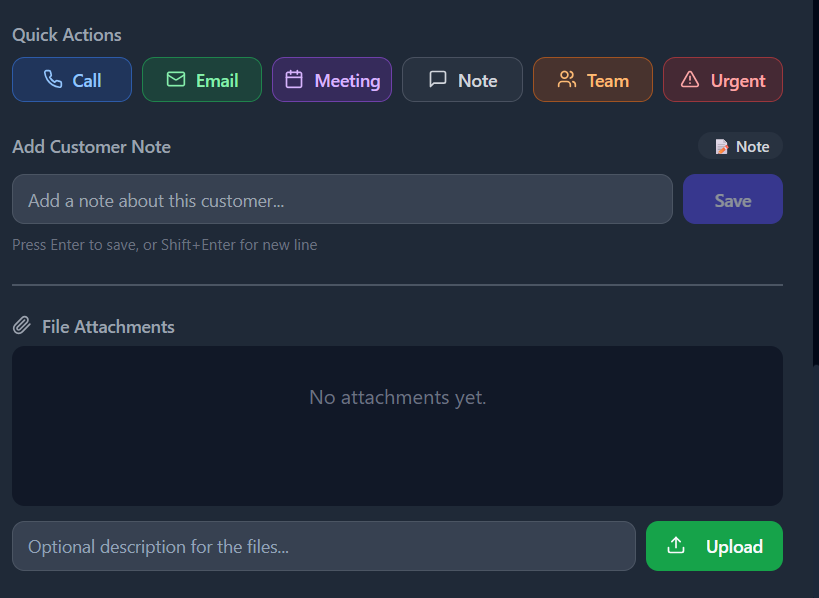 Quick Actions
Call Email Meeting Note Team Urgent
Add Customer Note Note
Add a note about this customer... Save
Press Enter to save, or Shift+Enter for new line
File Attachments
No attachments yet.
Optional description for the files... Upload